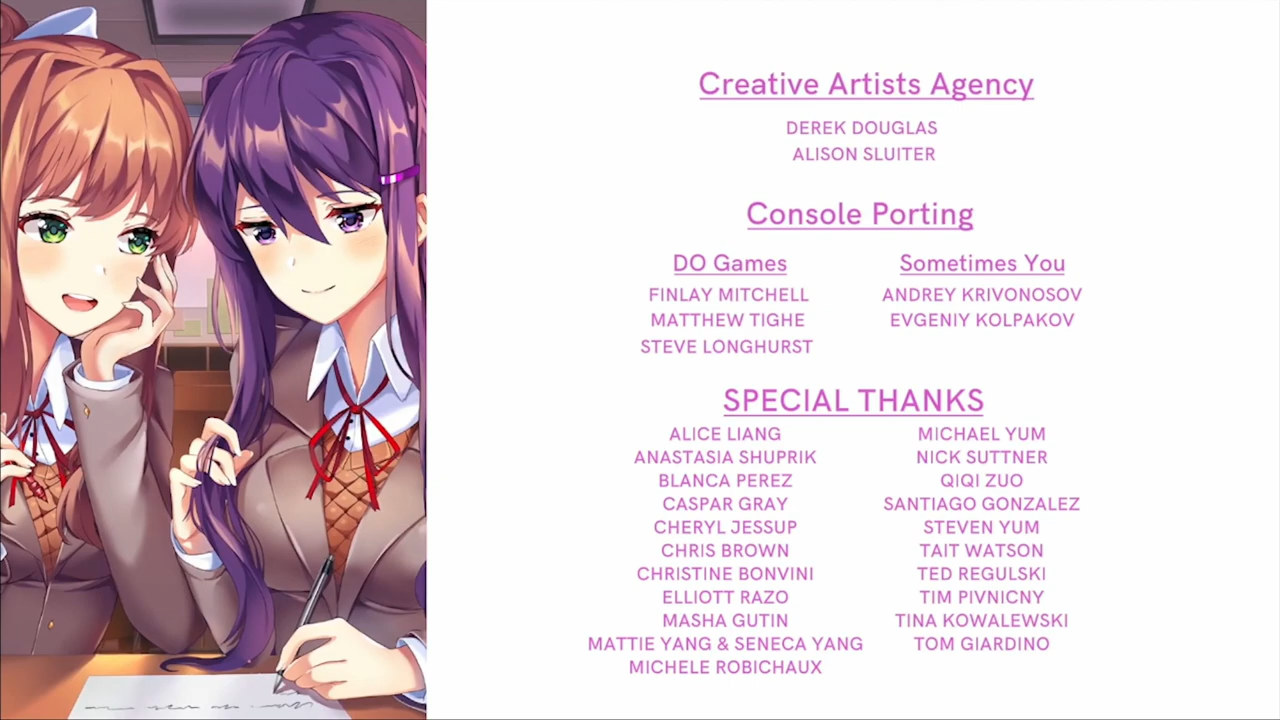 Creative Artists Agency
DEREK DOUGLAS
ALISON SLUITER
Console Porting
DO Games
FINLAY MITCHELL
MATTHEW TIGHE
STEVE LONGHURST
Sometimes You
ANDREY KRIVONOSOV
EVGENIY KOLPAKOV
SPECIAL THANKS
ALICE LIANG
ANASTASIA SHUPRIK
BLANCA PEREZ
CASPAR GRAY
CHERYL JESSUP
CHRIS BROWN
CHRISTINE BONVINI
ELLIOTT RAZO
MASHA GUTIN
MATTIE YANG & SENECA YANG
MICHELE ROBICHAUX
MICHAEL YUM
NICK SUTTNER
QIQI ZUO
SANTIAGO GONZALEZ
STEVEN YUM
TAIT WATSON
TED REGULSKI
TIM PIVNICNY
TINA KOWALEWSKI
TOM GIARDINO